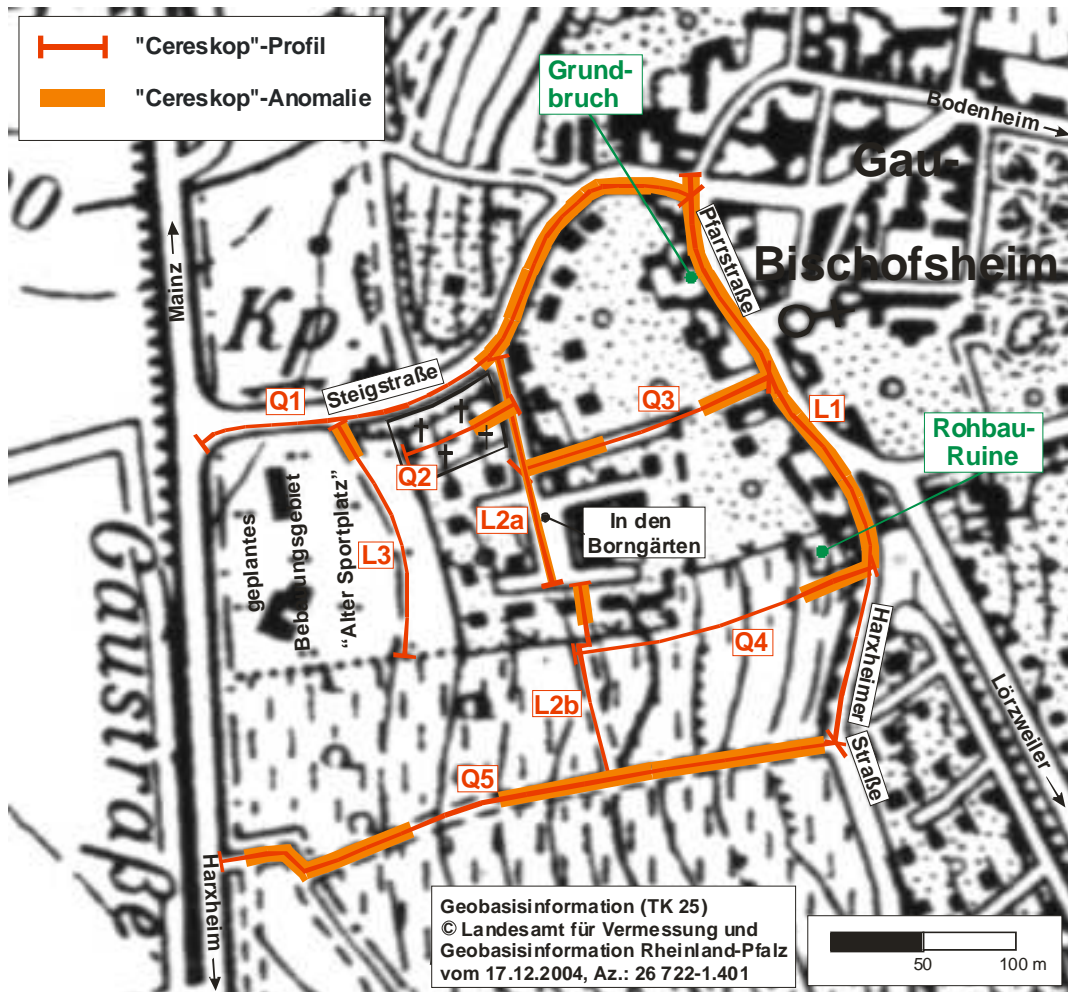 "Cereskop"-Profil
"Cereskop"-Anomalie
Grund-
bruch
Bodenheim
Gau-
Bischofsheim
Mainz
Pfarrstraße
Kp.
Steigstraße
Q1
Q3
L1
Q2
Rohbau-
Ruine
L2a
In den
Borngärten
L3
geplantes
Bebauungsgebiet
“Alter Sportplatz”
Gaustraße
Q4
Harxheimer
Straße
L2b
Lörzweiler
Q5
Harxheim
Geobasisinformation (TK 25)
© Landesamt für Vermessung und
Geobasisinformation Rheinland-Pfalz
vom 17.12.2004, Az.: 26 722-1.401
50 100 m